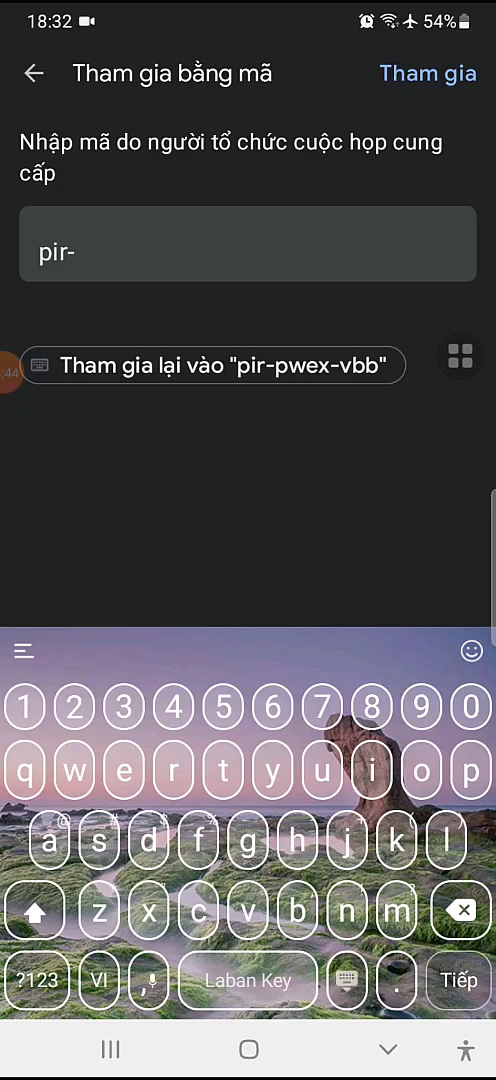 18:32 54%
Tham gia bằng mã Tham gia
Nhập mã do người tổ chức cuộc họp cung
cấp
pir-
:44 Tham gia lại vào "pir-pwex-vbb"
1 2 3 4 5 6 7 8 9 0
q w e r t y u i o p
a s d f g h j k l
z x c v b n m
?123 VI , Laban Key . Tiếp